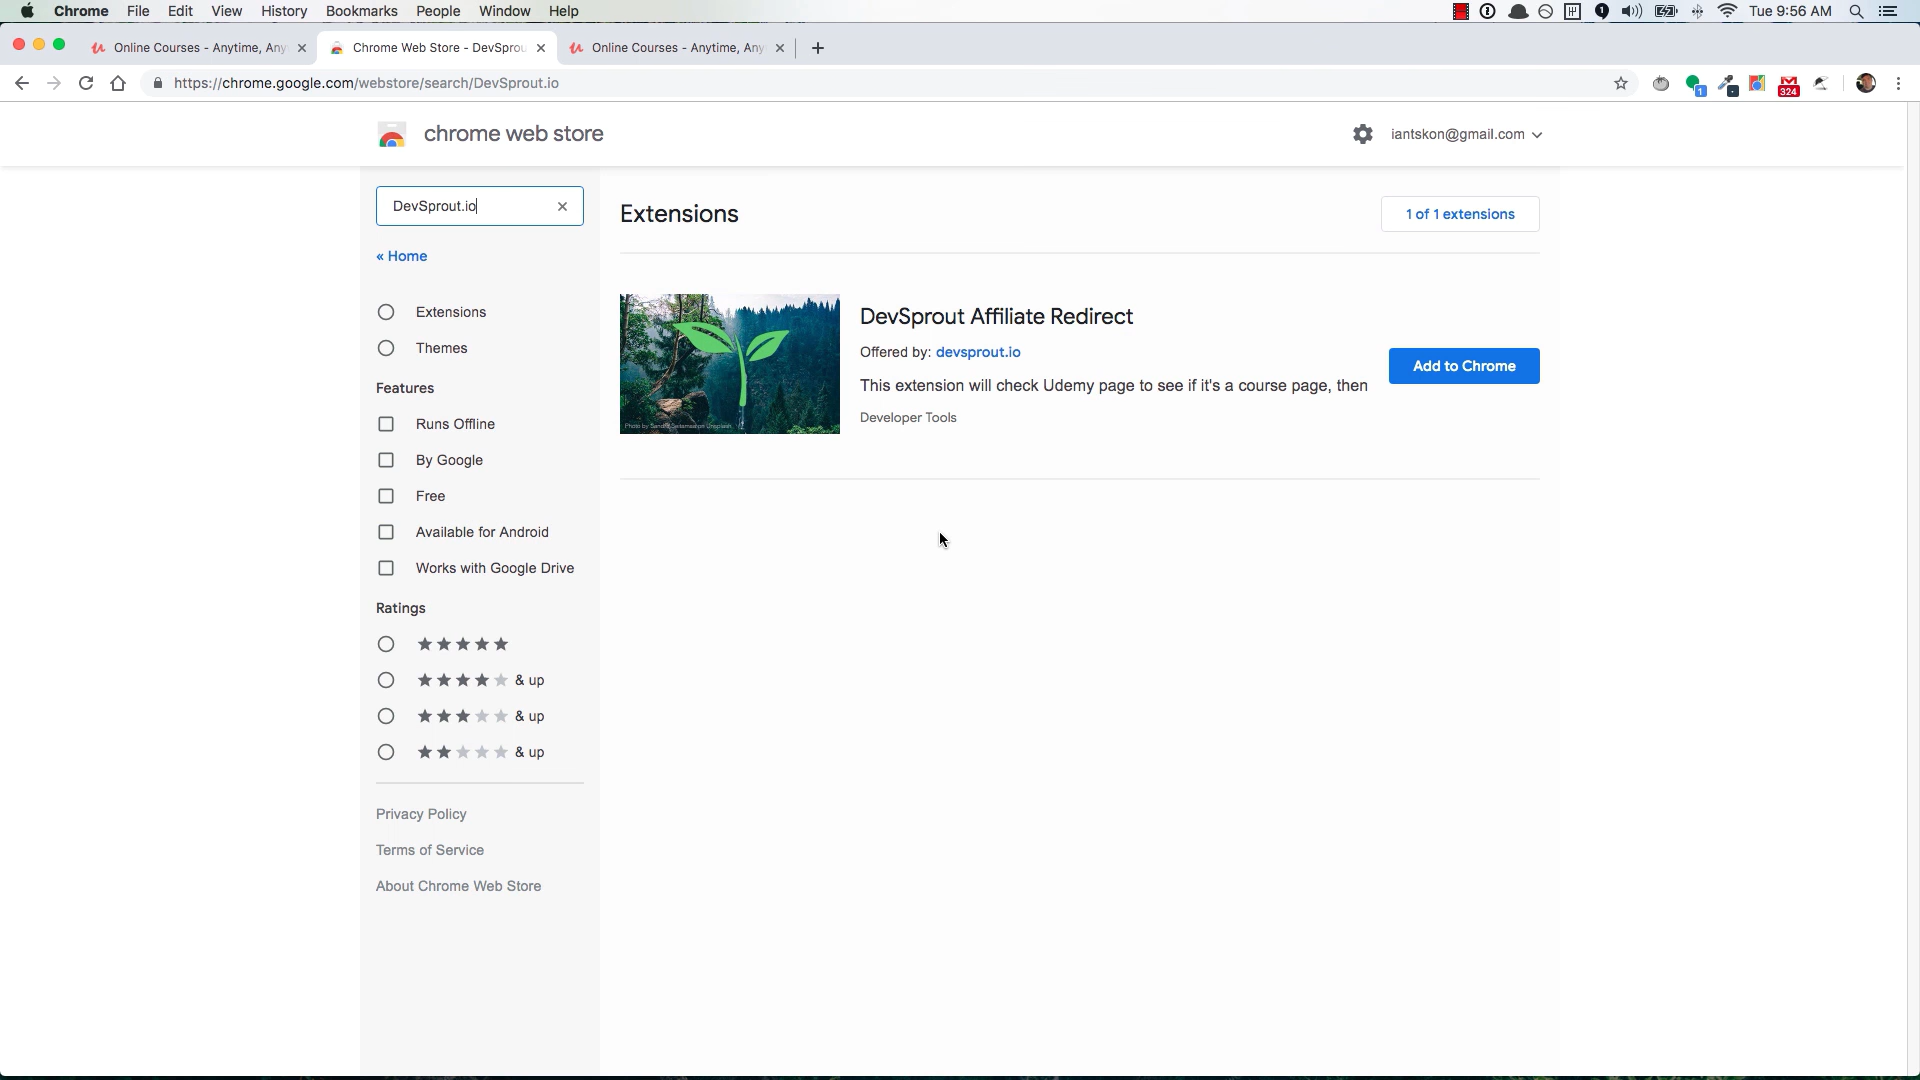 Chrome File Edit View History Bookmarks People Window Help
Tue 9:56 AM
Online Courses - Anytime, Any
Chrome Web Store - DevSprou
Online Courses - Anytime, Any
https://chrome.google.com/webstore/search/DevSprout.io
1
324
chrome web store
iantskon@gmail.com
DevSprout.io
Extensions
1 of 1 extensions
« Home
Extensions
Themes
Features
Runs Offline
By Google
Free
Available for Android
Works with Google Drive
Ratings
& up
& up
& up
Privacy Policy
Terms of Service
About Chrome Web Store
DevSprout Affiliate Redirect
Offered by: devsprout.io
This extension will check Udemy page to see if it's a course page, then
Developer Tools
Add to Chrome